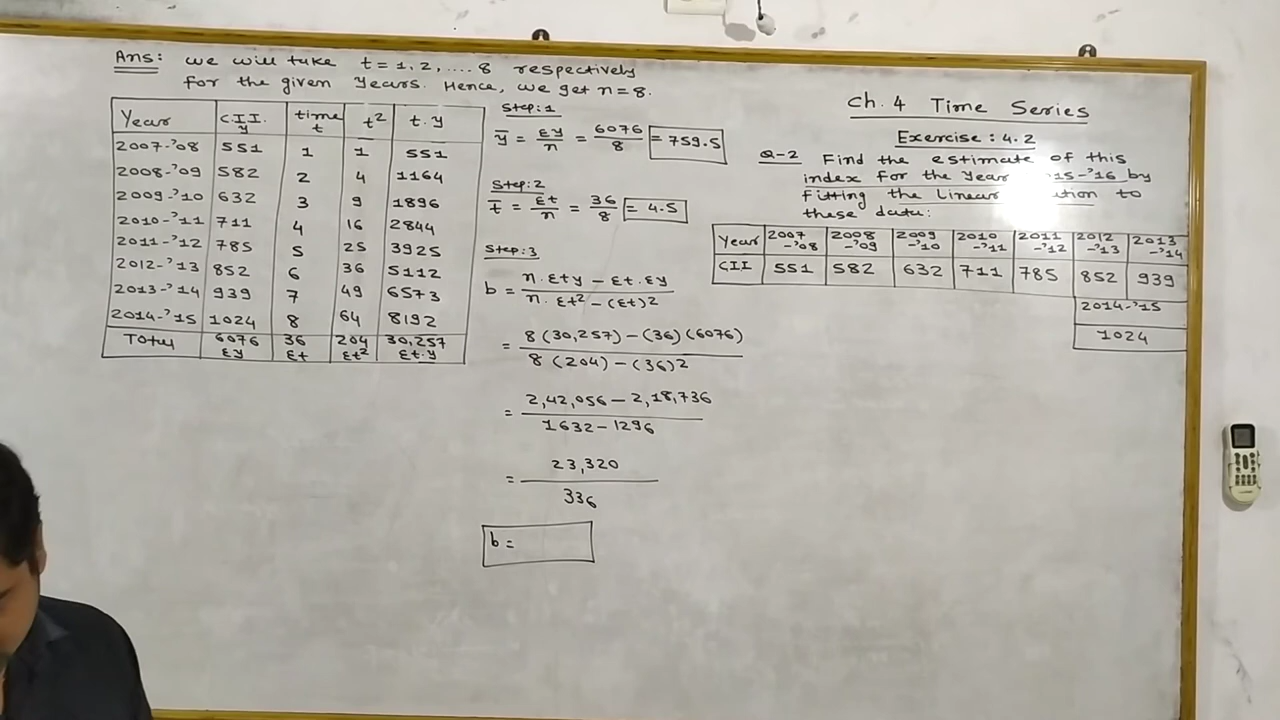 Ans: we will take t = 1, 2, .... 8 respectively
for the given years. Hence, we get n = 8.
Year C.I.I. y time t t² t.y
2007-'08 551 1 1 551
2008-'09 582 2 4 1164
2009-'10 632 3 9 1896
2010-'11 711 4 16 2844
2011-'12 785 5 25 3925
2012-'13 852 6 36 5112
2013-'14 939 7 49 6573
2014-'15 1024 8 64 8192
Total 6076 36 204 30,257
Σy Σt Σt² Σt.y
Step:1
ȳ = Σy/n = 6076/8 = 759.5
Step:2
t̄ = Σt/n = 36/8 = 4.5
Step:3
b = n.Σty − Σt.Σy / n.Σt² − (Σt)²
= 8(30,257) − (36)(6076) / 8(204) − (36)²
= 2,42,056 − 2,18,736 / 1632 − 1296
= 23,320 / 336
b =
Ch. 4 Time Series
Exercise : 4.2
Q-2 Find the estimate of this
index for the Year 15-'16 by
fitting the linear to
these data:
Year 2007-'08 2008-'09 2009-'10 2010-'11 2011-'12 2012-'13 2013-'14
CII 551 582 632 711 785 852 939
2014-'15
1024